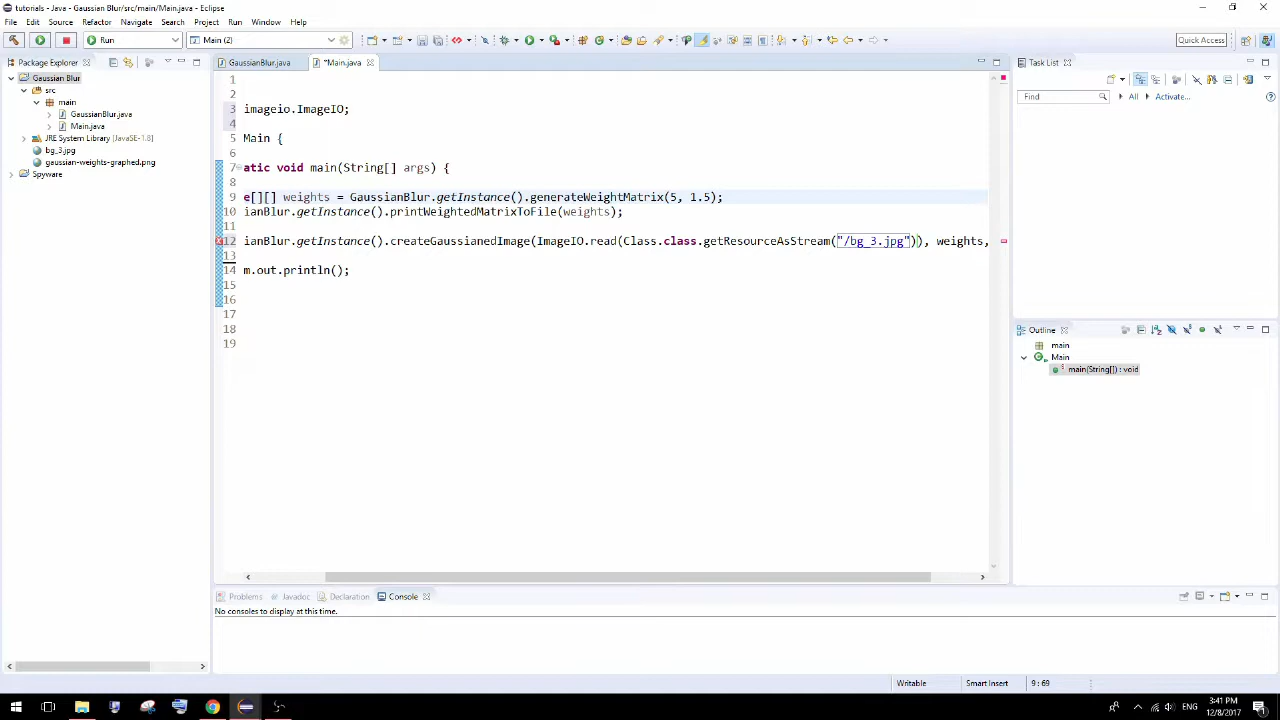 tutorials - Java - Gaussian Blur/src/main/Main.java - Eclipse
File Edit Source Refactor Navigate Search Project Run Window Help
Run Main (2) Quick Access
Package Explorer
GaussianBlur.java *Main.java
Task List
Gaussian Blur
src
main
GaussianBlur.java
Main.java
JRE System Library [JavaSE-1.8]
bg_3.jpg
gaussian-weights-graphed.png
Spyware
1
2
3 imageio.ImageIO;
4
5 Main {
6
7 atic void main(String[] args) {
8
9 e[][] weights = GaussianBlur.getInstance().generateWeightMatrix(5, 1.5);
10 ianBlur.getInstance().printWeightedMatrixToFile(weights);
11
12 ianBlur.getInstance().createGaussianedImage(ImageIO.read(Class.class.getResourceAsStream("/bg_3.jpg")), weights,
13
14 m.out.println();
15
16
17
18
19
Find All Activate...
Outline
main
Main
main(String[]) : void
Problems Javadoc Declaration Console
No consoles to display at this time.
Writable Smart Insert 9 : 69
ENG 3:41 PM
12/8/2017